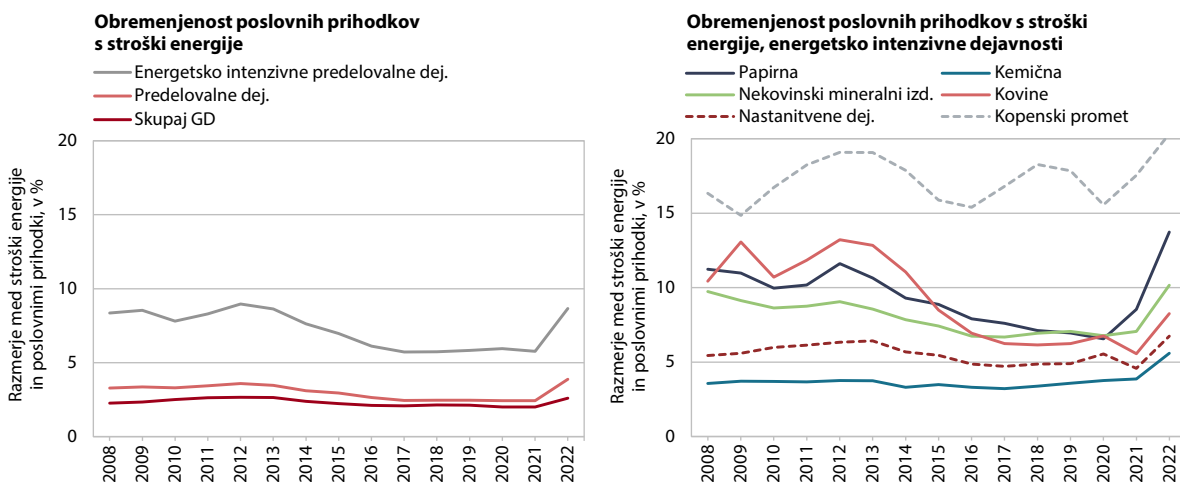 Obremenjenost poslovnih prihodkov
s stroški energije
Energetsko intenzivne predelovalne dej.
Predelovalne dej.
Skupaj GD
Razmerje med stroški energije
in poslovnimi prihodki, v %
20
15
10
5
0
2008
2009
2010
2011
2012
2013
2014
2015
2016
2017
2018
2019
2020
2021
2022
Obremenjenost poslovnih prihodkov s stroški
energije, energetsko intenzivne dejavnosti
Papirna
Kemična
Nekovinski mineralni izd.
Kovine
Nastanitvene dej.
Kopenski promet
Razmerje med stroški energije
in poslovnimi prihodki, v %
20
15
10
5
0
2008
2009
2010
2011
2012
2013
2014
2015
2016
2017
2018
2019
2020
2021
2022